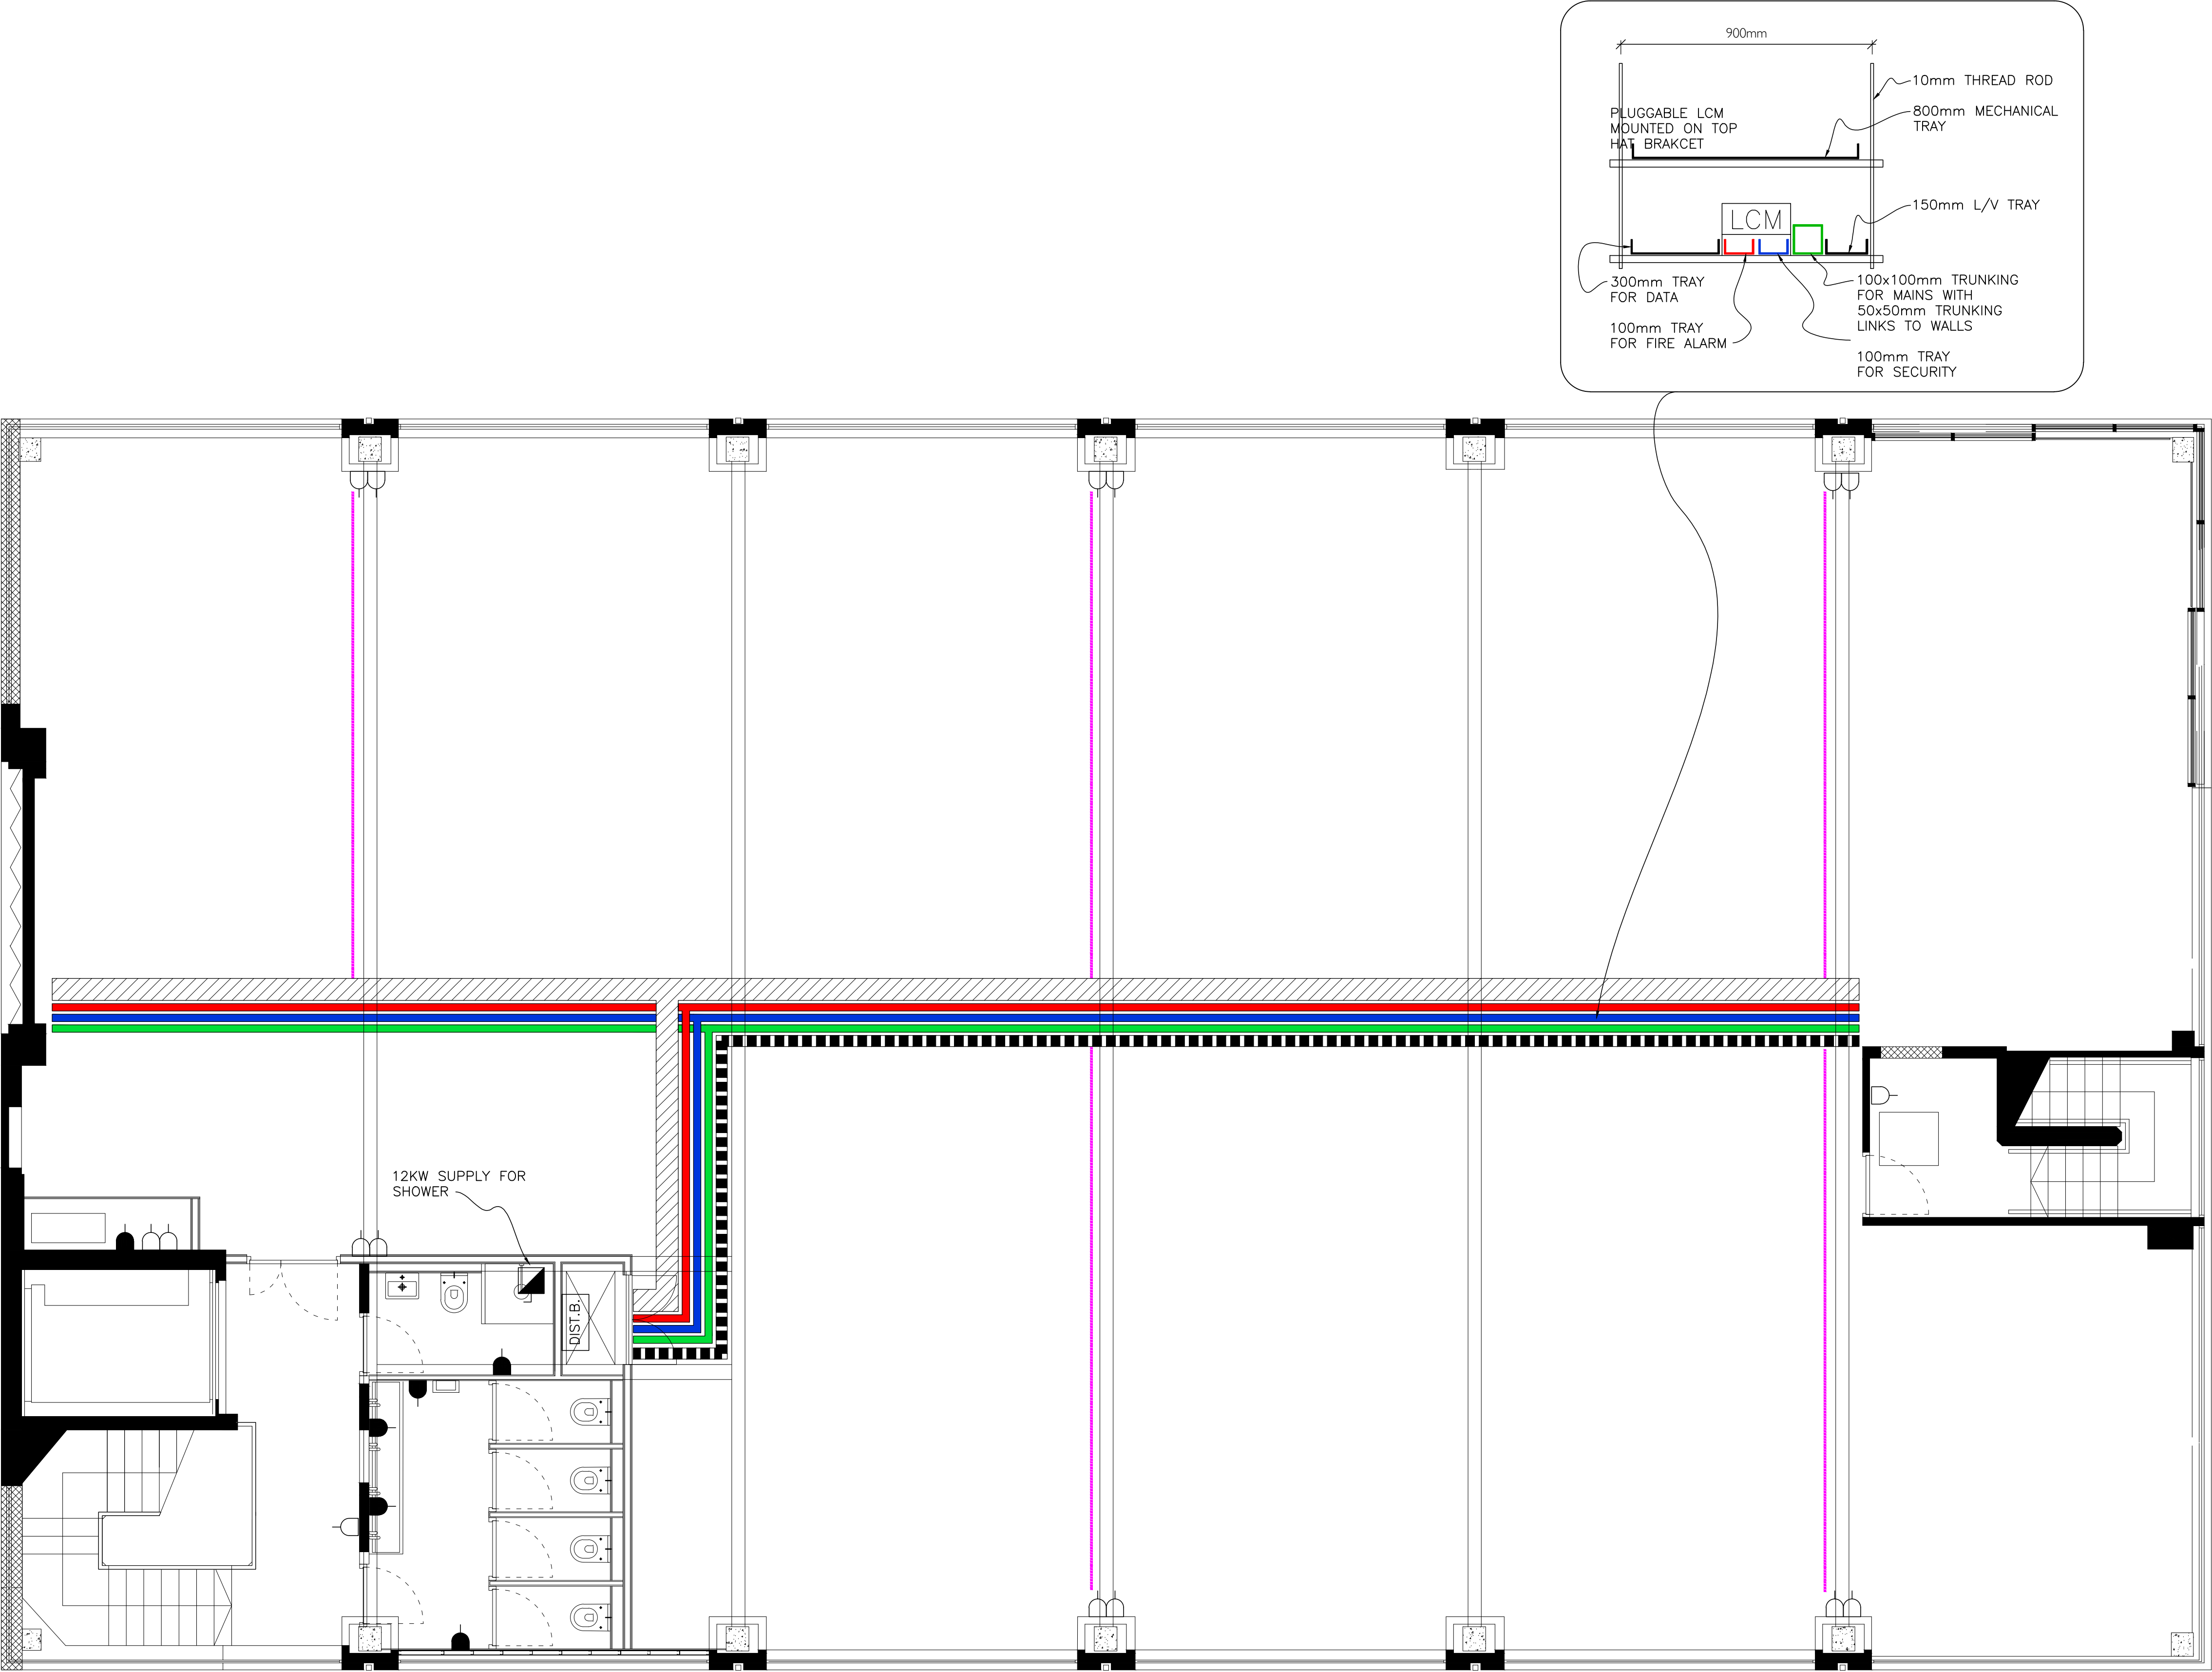 900mm
10mm THREAD ROD
800mm MECHANICAL
TRAY
PLUGGABLE LCM
MOUNTED ON TOP
HAT BRAKCET
150mm L/V TRAY
LCM
300mm TRAY
FOR DATA
100mm TRAY
FOR FIRE ALARM
100x100mm TRUNKING
FOR MAINS WITH
50x50mm TRUNKING
LINKS TO WALLS
100mm TRAY
FOR SECURITY
12KW SUPPLY FOR
SHOWER
DIST.B.